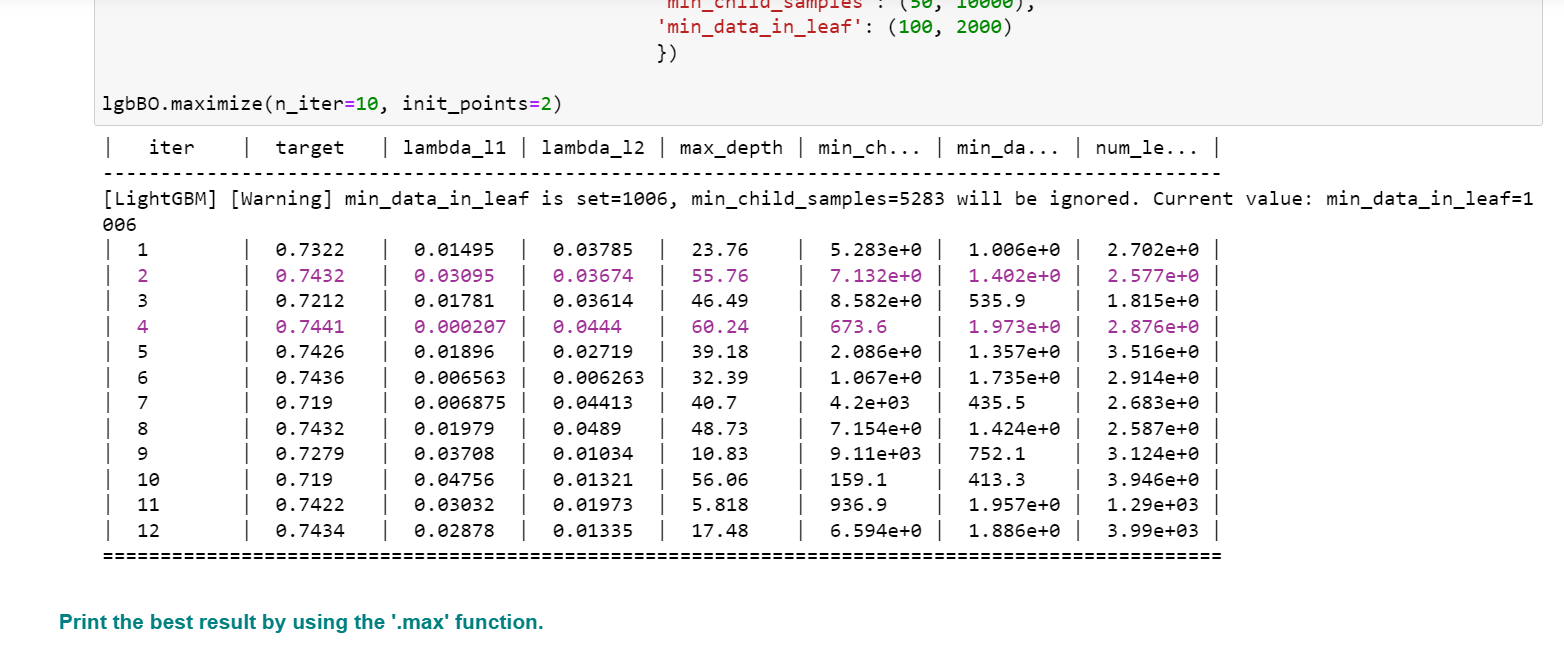 'min_child_samples': (50, 10000),
'min_data_in_leaf': (100, 2000)
})
lgbBO.maximize(n_iter=10, init_points=2)
| iter | target | lambda_l1 | lambda_l2 | max_depth | min_ch... | min_da... | num_le... |
-------------------------------------------------------------------------------------------------
[LightGBM] [Warning] min_data_in_leaf is set=1006, min_child_samples=5283 will be ignored. Current value: min_data_in_leaf=1
006
| 1 | 0.7322 | 0.01495 | 0.03785 | 23.76 | 5.283e+0 | 1.006e+0 | 2.702e+0 |
| 2 | 0.7432 | 0.03095 | 0.03674 | 55.76 | 7.132e+0 | 1.402e+0 | 2.577e+0 |
| 3 | 0.7212 | 0.01781 | 0.03614 | 46.49 | 8.582e+0 | 535.9 | 1.815e+0 |
| 4 | 0.7441 | 0.000207 | 0.0444 | 60.24 | 673.6 | 1.973e+0 | 2.876e+0 |
| 5 | 0.7426 | 0.01896 | 0.02719 | 39.18 | 2.086e+0 | 1.357e+0 | 3.516e+0 |
| 6 | 0.7436 | 0.006563 | 0.006263 | 32.39 | 1.067e+0 | 1.735e+0 | 2.914e+0 |
| 7 | 0.719 | 0.006875 | 0.04413 | 40.7 | 4.2e+03 | 435.5 | 2.683e+0 |
| 8 | 0.7432 | 0.01979 | 0.0489 | 48.73 | 7.154e+0 | 1.424e+0 | 2.587e+0 |
| 9 | 0.7279 | 0.03708 | 0.01034 | 10.83 | 9.11e+03 | 752.1 | 3.124e+0 |
| 10 | 0.719 | 0.04756 | 0.01321 | 56.06 | 159.1 | 413.3 | 3.946e+0 |
| 11 | 0.7422 | 0.03032 | 0.01973 | 5.818 | 936.9 | 1.957e+0 | 1.29e+03 |
| 12 | 0.7434 | 0.02878 | 0.01335 | 17.48 | 6.594e+0 | 1.886e+0 | 3.99e+03 |
=================================================================================================
Print the best result by using the '.max' function.